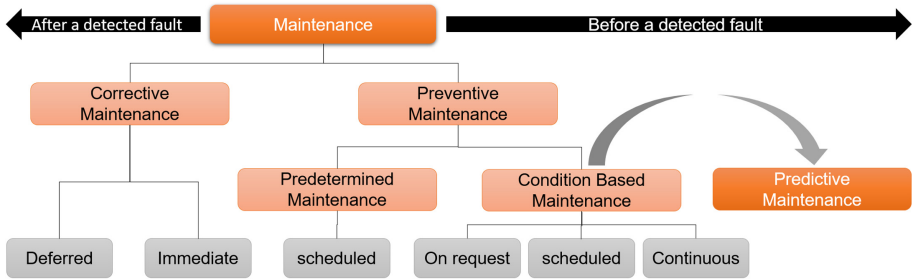 After a detected fault
Maintenance
Before a detected fault
Corrective
Maintenance
Preventive
Maintenance
Predetermined
Maintenance
Condition Based
Maintenance
Predictive
Maintenance
Deferred
Immediate
scheduled
On request
scheduled
Continuous